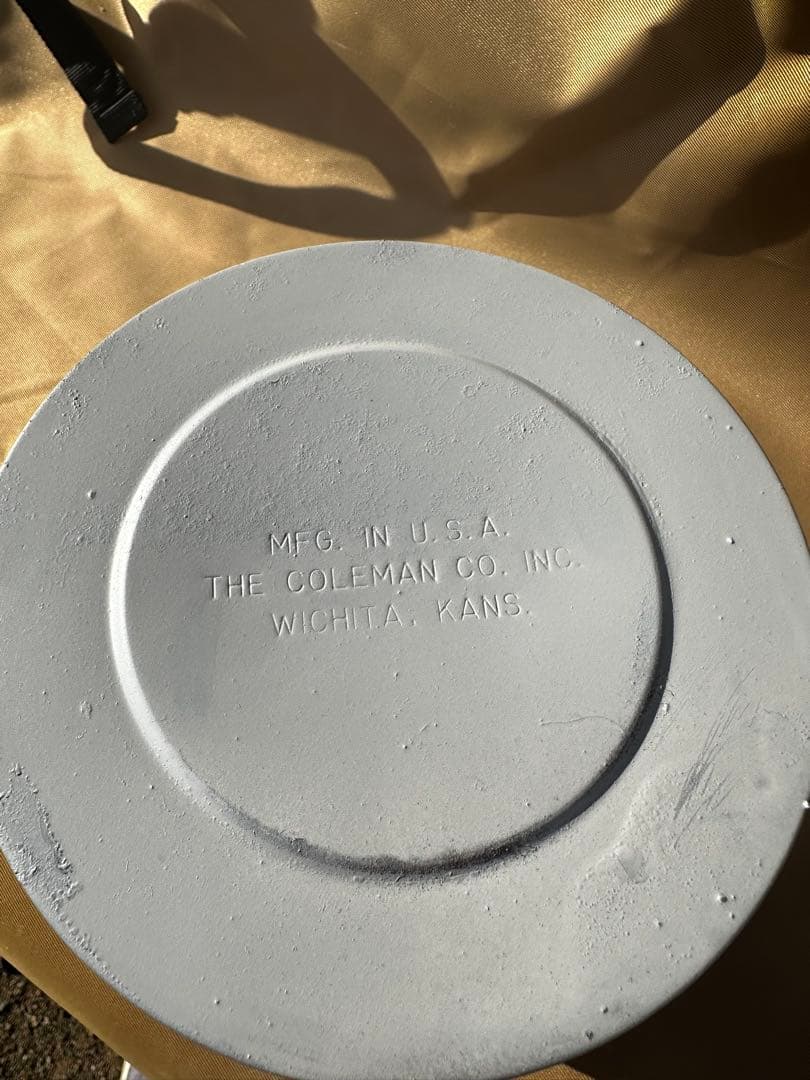 MFG. IN U.S.A.
THE COLEMAN CO. INC.
WICHITA, KANS.